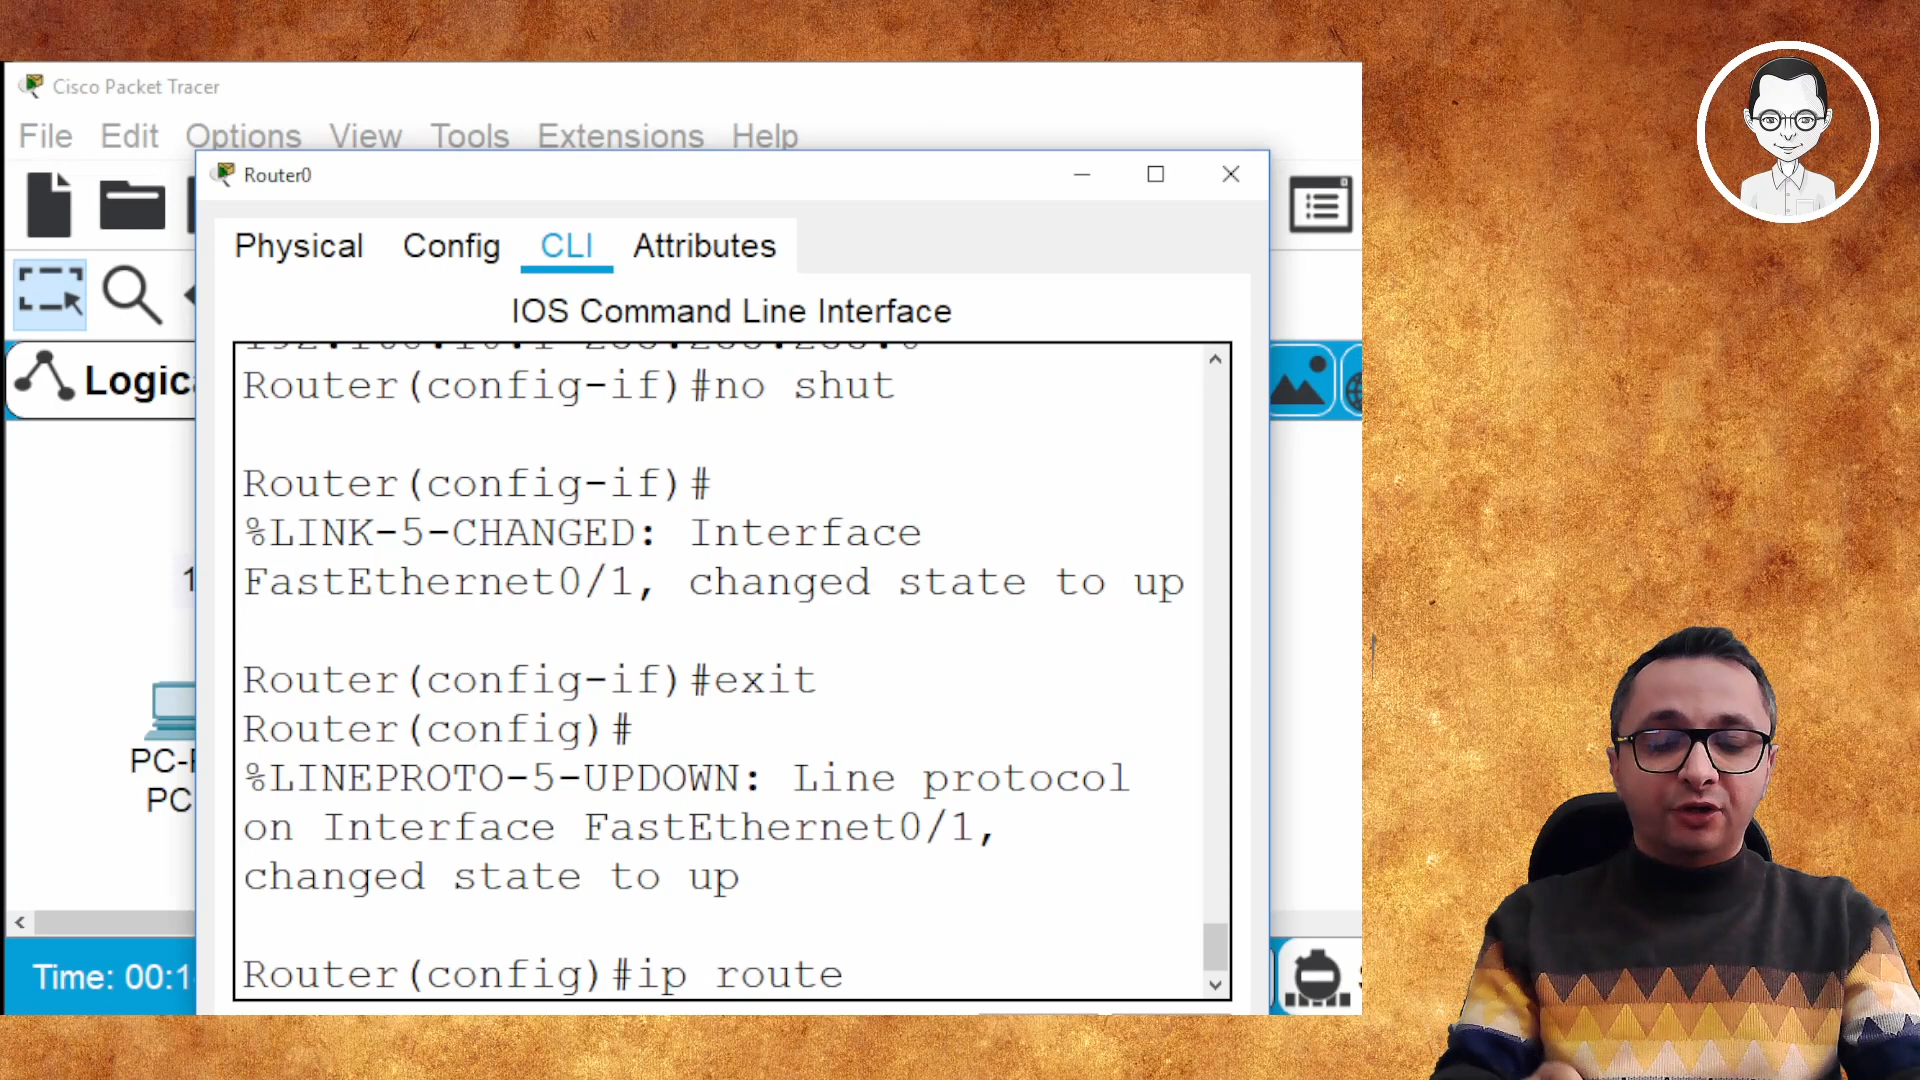 Cisco Packet Tracer
File Edit Options View Tools Extensions Help
Router0
Physical Config CLI Attributes
IOS Command Line Interface
Router(config-if)#no shut
Router(config-if)#
%LINK-5-CHANGED: Interface
FastEthernet0/1, changed state to up
Router(config-if)#exit
Router(config)#
%LINEPROTO-5-UPDOWN: Line protocol
on Interface FastEthernet0/1,
changed state to up
Router(config)#ip route
Logic
1
PC-
PC
Time: 00:1